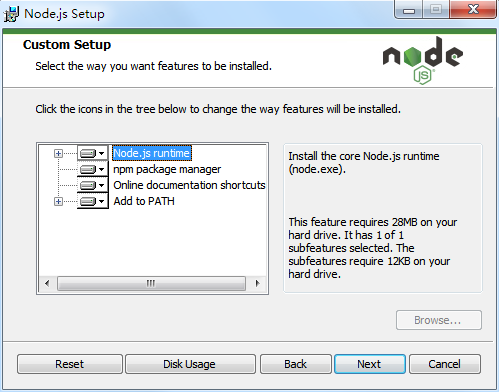 Node.js Setup
Custom Setup
Select the way you want features to be installed.
node
JS
Click the icons in the tree below to change the way features will be installed.
Node.js runtime
npm package manager
Online documentation shortcuts
Add to PATH
Install the core Node.js runtime
(node.exe).
This feature requires 28MB on your
hard drive. It has 1 of 1
subfeatures selected. The
subfeatures require 12KB on your
hard drive.
Browse...
Reset
Disk Usage
Back
Next
Cancel